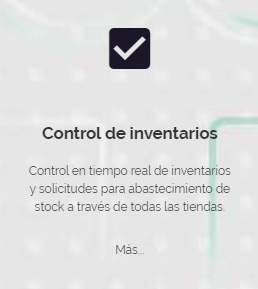 Control de inventarios
Control en tiempo real de inventarios
y solicitudes para abastecimiento de
stock a través de todas las tiendas.
Más...